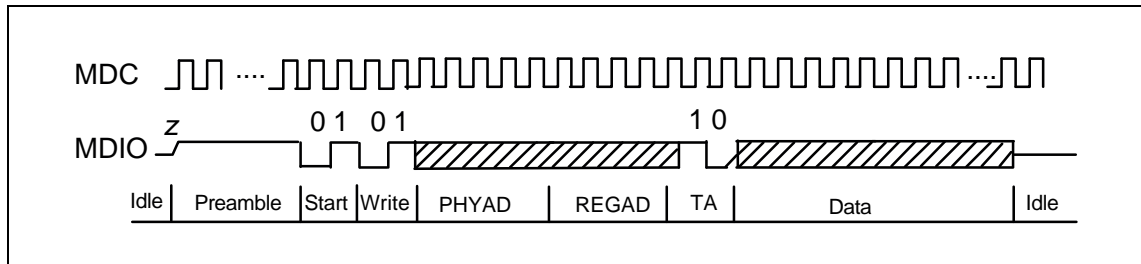 MDC .... ....
z 0 1 0 1 1 0
MDIO
Idle Preamble Start Write PHYAD REGAD TA Data Idle